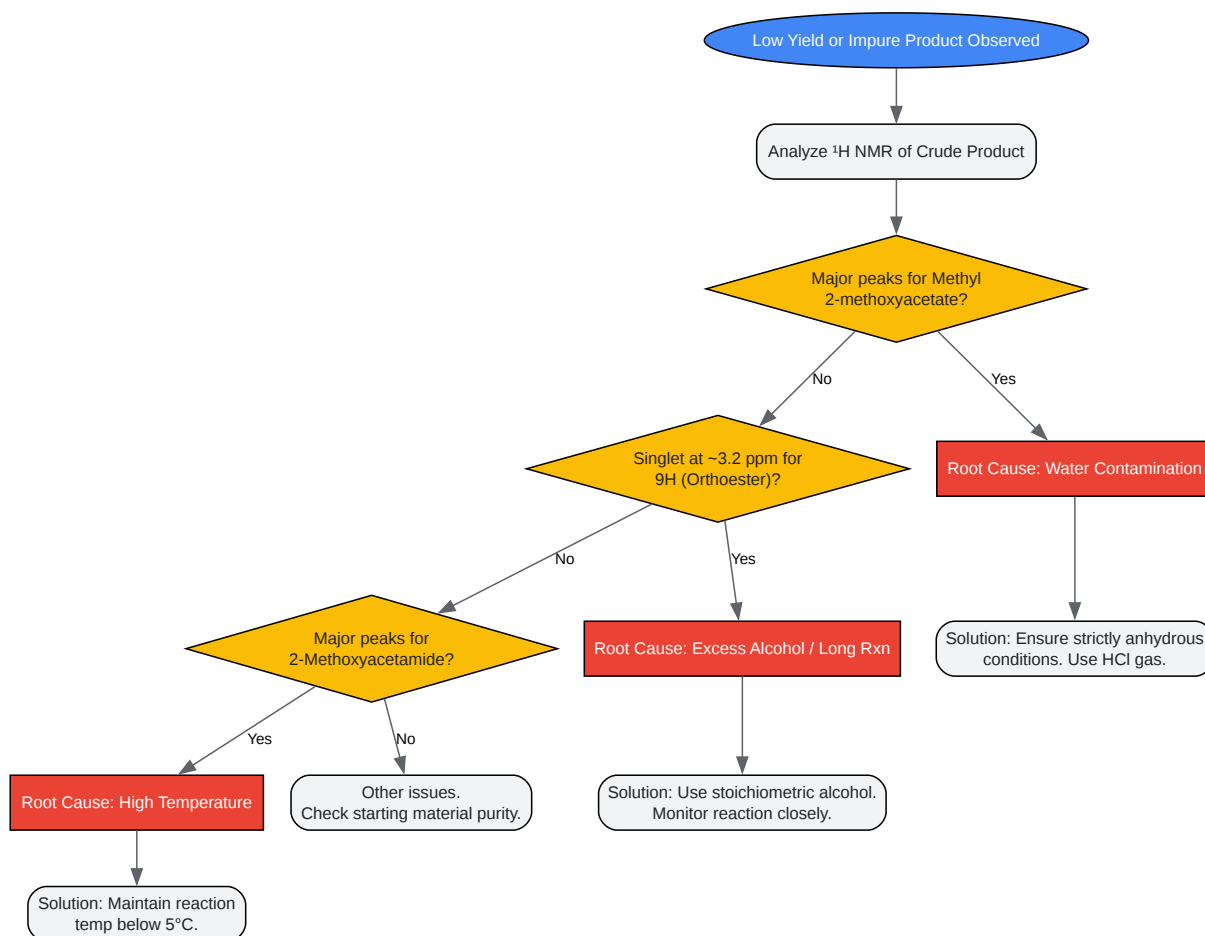 Low Yield or Impure Product Observed
Analyze ¹H NMR of Crude Product
Major peaks for Methyl
2-methoxyacetate?
No
Yes
Singlet at ~3.2 ppm for
9H (Orthoester)?
Root Cause: Water Contamination
No
Yes
Major peaks for
2-Methoxyacetamide?
Root Cause: Excess Alcohol / Long Rxn
Solution: Ensure strictly anhydrous
conditions. Use HCl gas.
Yes
No
Root Cause: High Temperature
Other issues.
Check starting material purity.
Solution: Use stoichiometric alcohol.
Monitor reaction closely.
Solution: Maintain reaction
temp below 5°C.